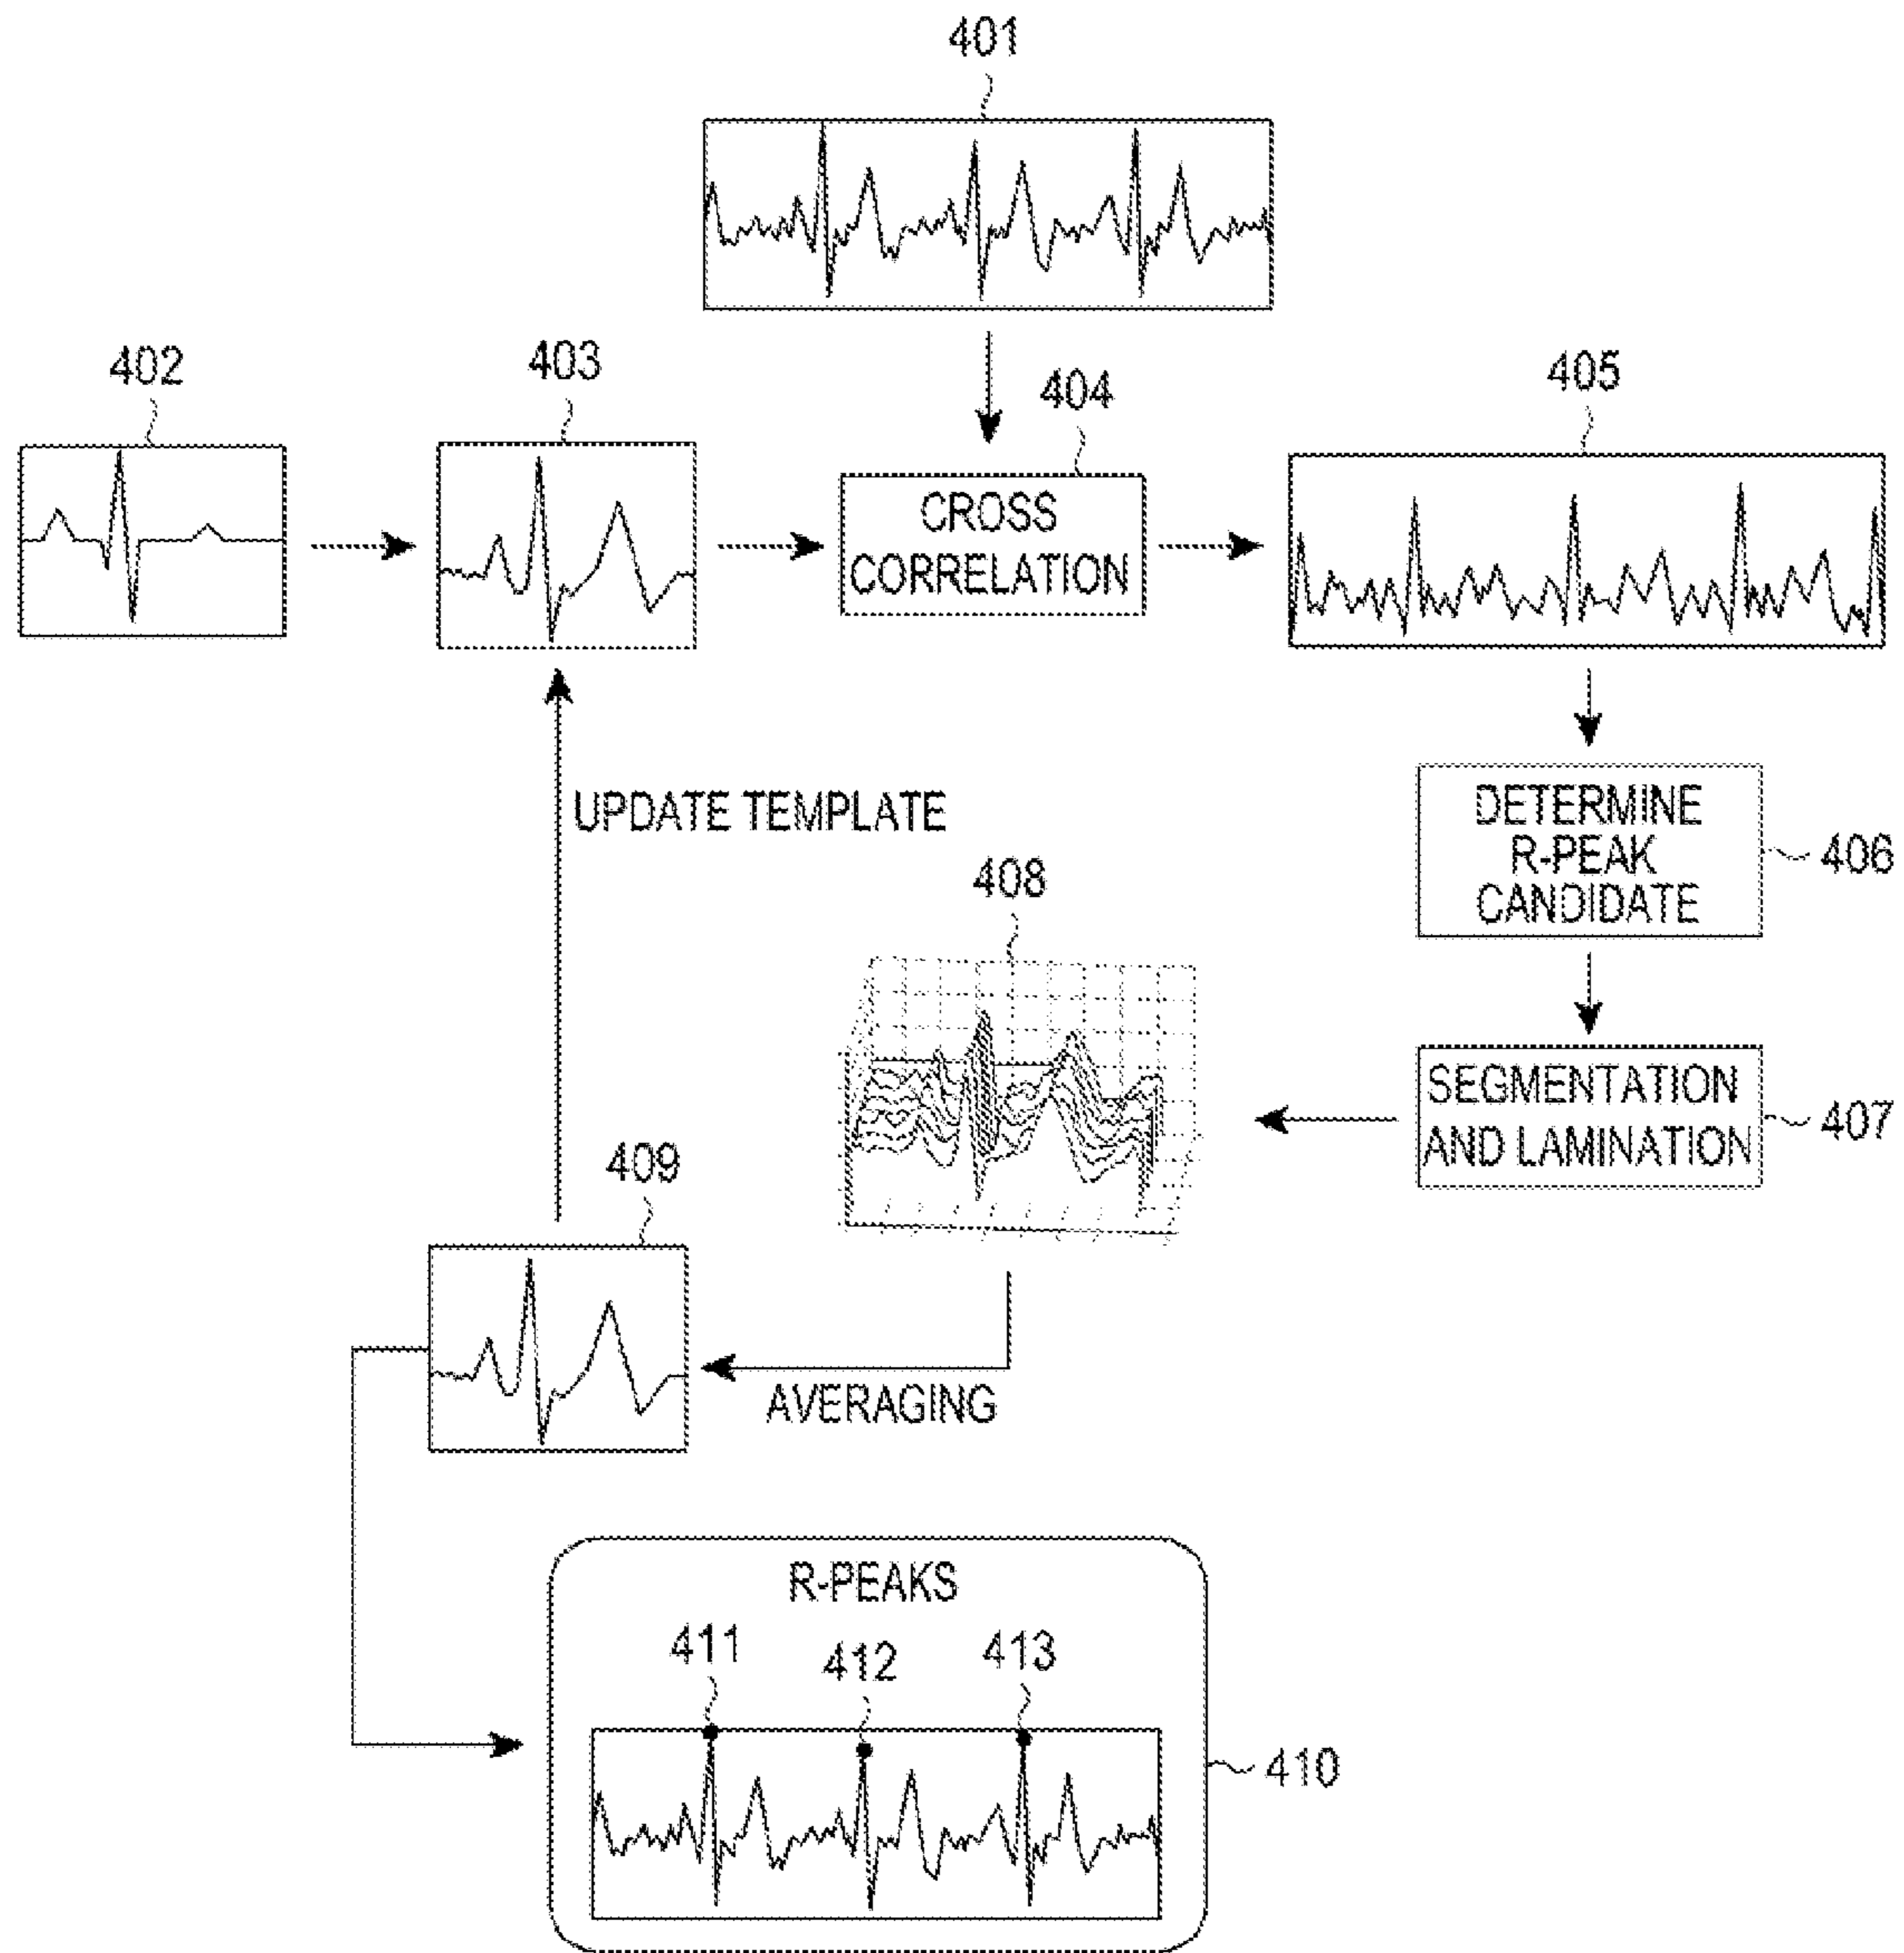 401
402
403
404
405
CROSS
CORRELATION
UPDATE TEMPLATE
DETERMINE
R-PEAK
CANDIDATE
406
408
SEGMENTATION
AND LAMINATION
407
409
AVERAGING
R-PEAKS
411
412
413
410